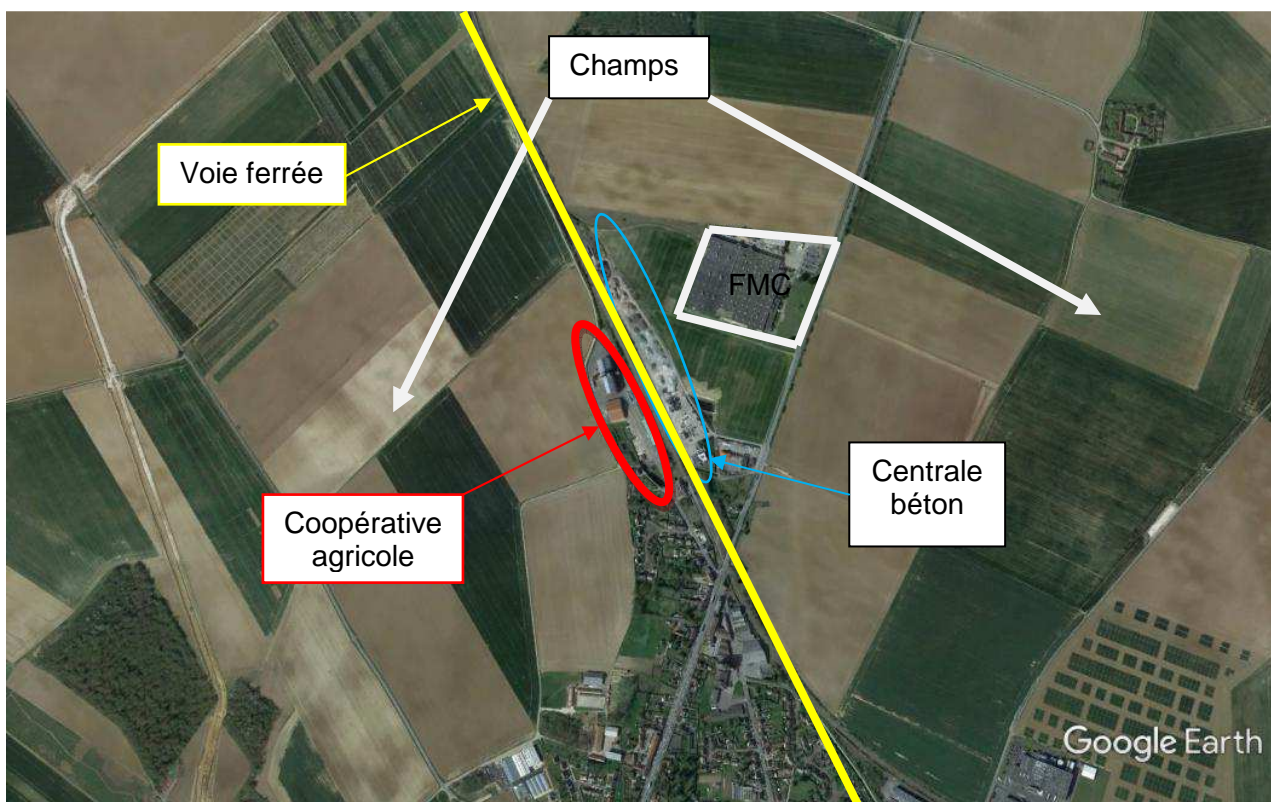 Champs
Voie ferrée
FMC
Centrale
béton
Coopérative
agricole
Google Earth